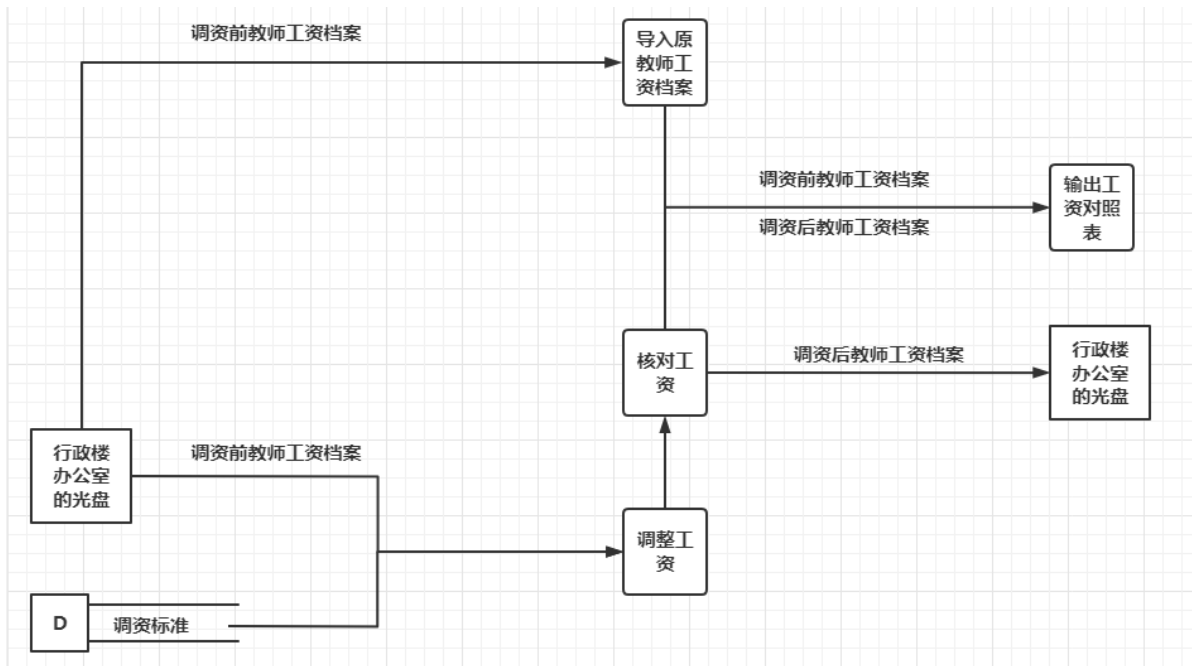 调资前教师工资档案
导入原
教师工
资档案
调资前教师工资档案
调资后教师工资档案
输出工
资对照
表
核对工
资
调资后教师工资档案
行政楼
办公室
的光盘
行政楼
办公室
的光盘
调资前教师工资档案
调整工
资
D
调资标准